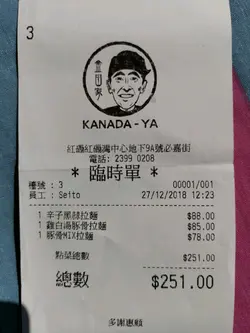 3
金田家
KANADA-YA
紅磡紅磡灣中心地下9A號必嘉街
電話: 2399 0208
* 臨時單 *
檯號 : 3 00001/001
員工 : Seito 27/12/2018 12:23
1 辛子黑赫拉麵 $88.00
1 雞白湯豚骨拉麵 $85.00
1 豚骨MIX拉麵 $78.00
點菜總數 $251.00
總數 $251.00
多謝惠顧